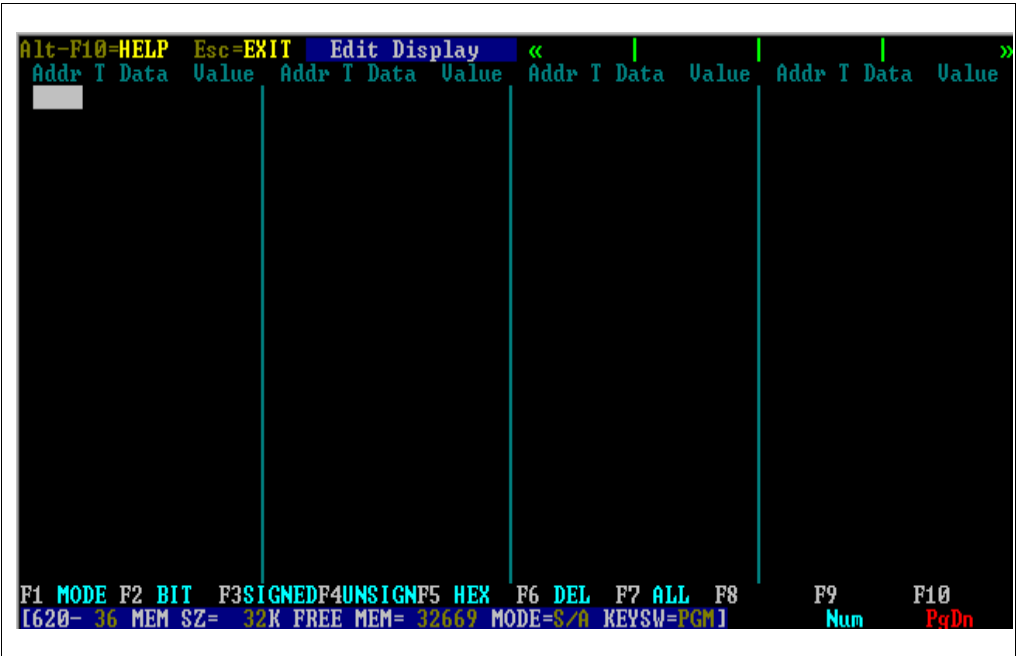 Alt-F10=HELP  Esc=EXIT  Edit Display  «  |  |  |  »
Addr T Data  Value  Addr T Data  Value  Addr T Data  Value  Addr T Data  Value
F1 MODE F2 BIT  F3SIGNEDF4UNSIGNF5 HEX  F6 DEL  F7 ALL  F8  F9  F10
[620- 36 MEM SZ=  32K FREE MEM= 32669 MODE=S/A KEYSW=PGM]  Num  PgDn